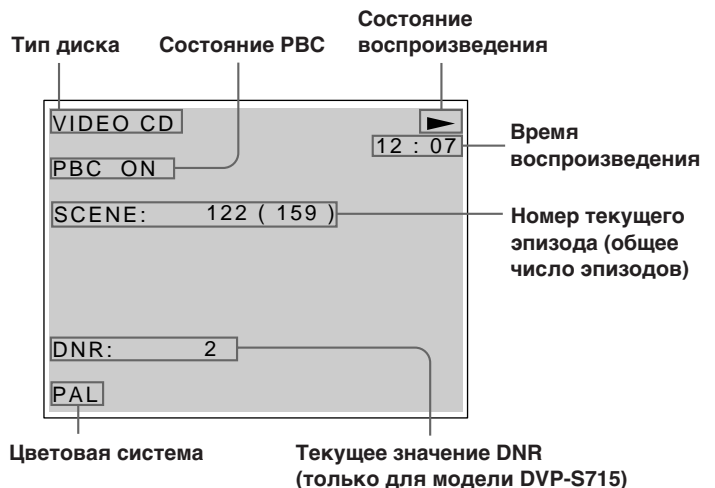 Состояние
воспроизведения
Тип диска
Состояние PBC
VIDEO CD
12 : 07
PBC ON
Время
воспроизведения
SCENE: 122 ( 159 )
Номер текущего
эпизода (общее
число эпизодов)
DNR: 2
PAL
Цветовая система
Текущее значение DNR
(только для модели DVP-S715)